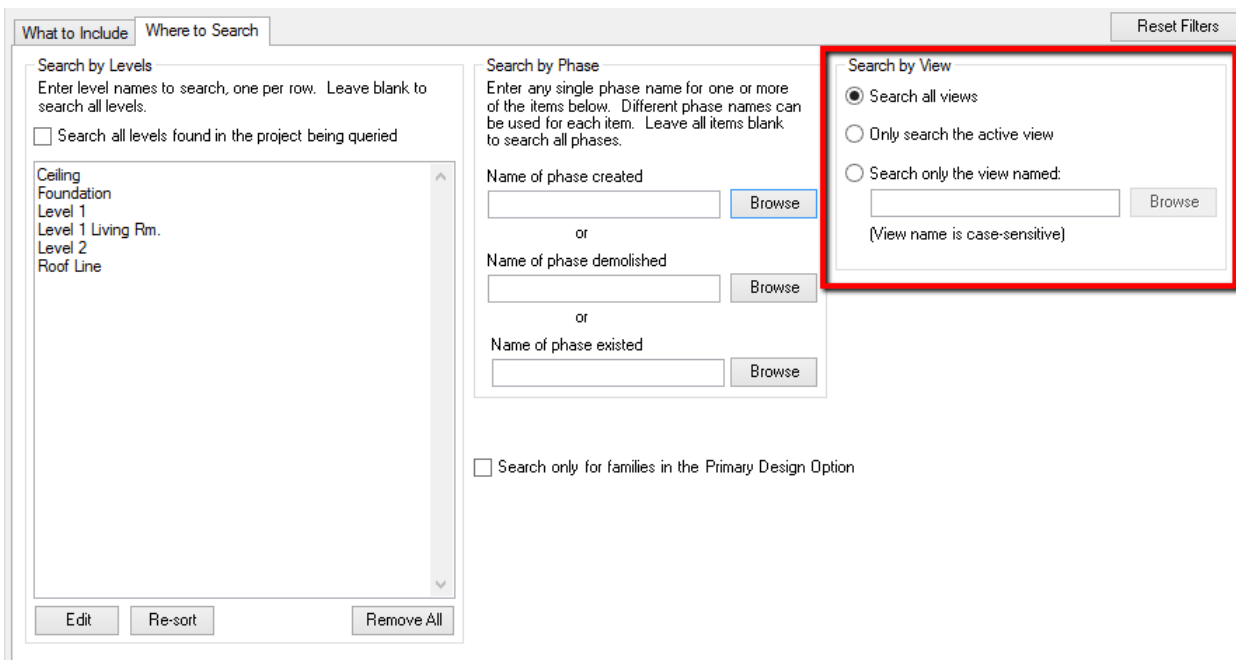 What to Include
Where to Search
Reset Filters
Search by Levels
Enter level names to search, one per row. Leave blank to
search all levels.
Search all levels found in the project being queried
Ceiling
Foundation
Level 1
Level 1 Living Rm.
Level 2
Roof Line
Edit
Re-sort
Remove All
Search by Phase
Enter any single phase name for one or more
of the items below. Different phase names can
be used for each item. Leave all items blank
to search all phases.
Name of phase created
Browse
or
Name of phase demolished
Browse
or
Name of phase existed
Browse
Search only for families in the Primary Design Option
Search by View
Search all views
Only search the active view
Search only the view named:
Browse
(View name is case-sensitive)